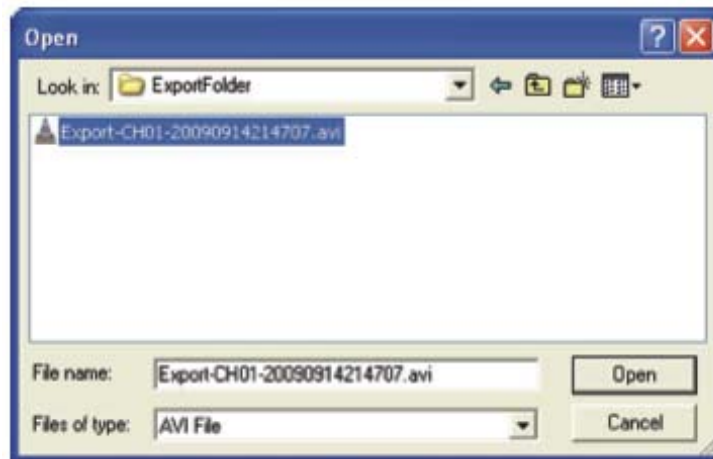 Open
Look in: ExportFolder
Export-CH01-20090914214707.avi
File name: Export-CH01-20090914214707.avi Open
Files of type: AVI File Cancel